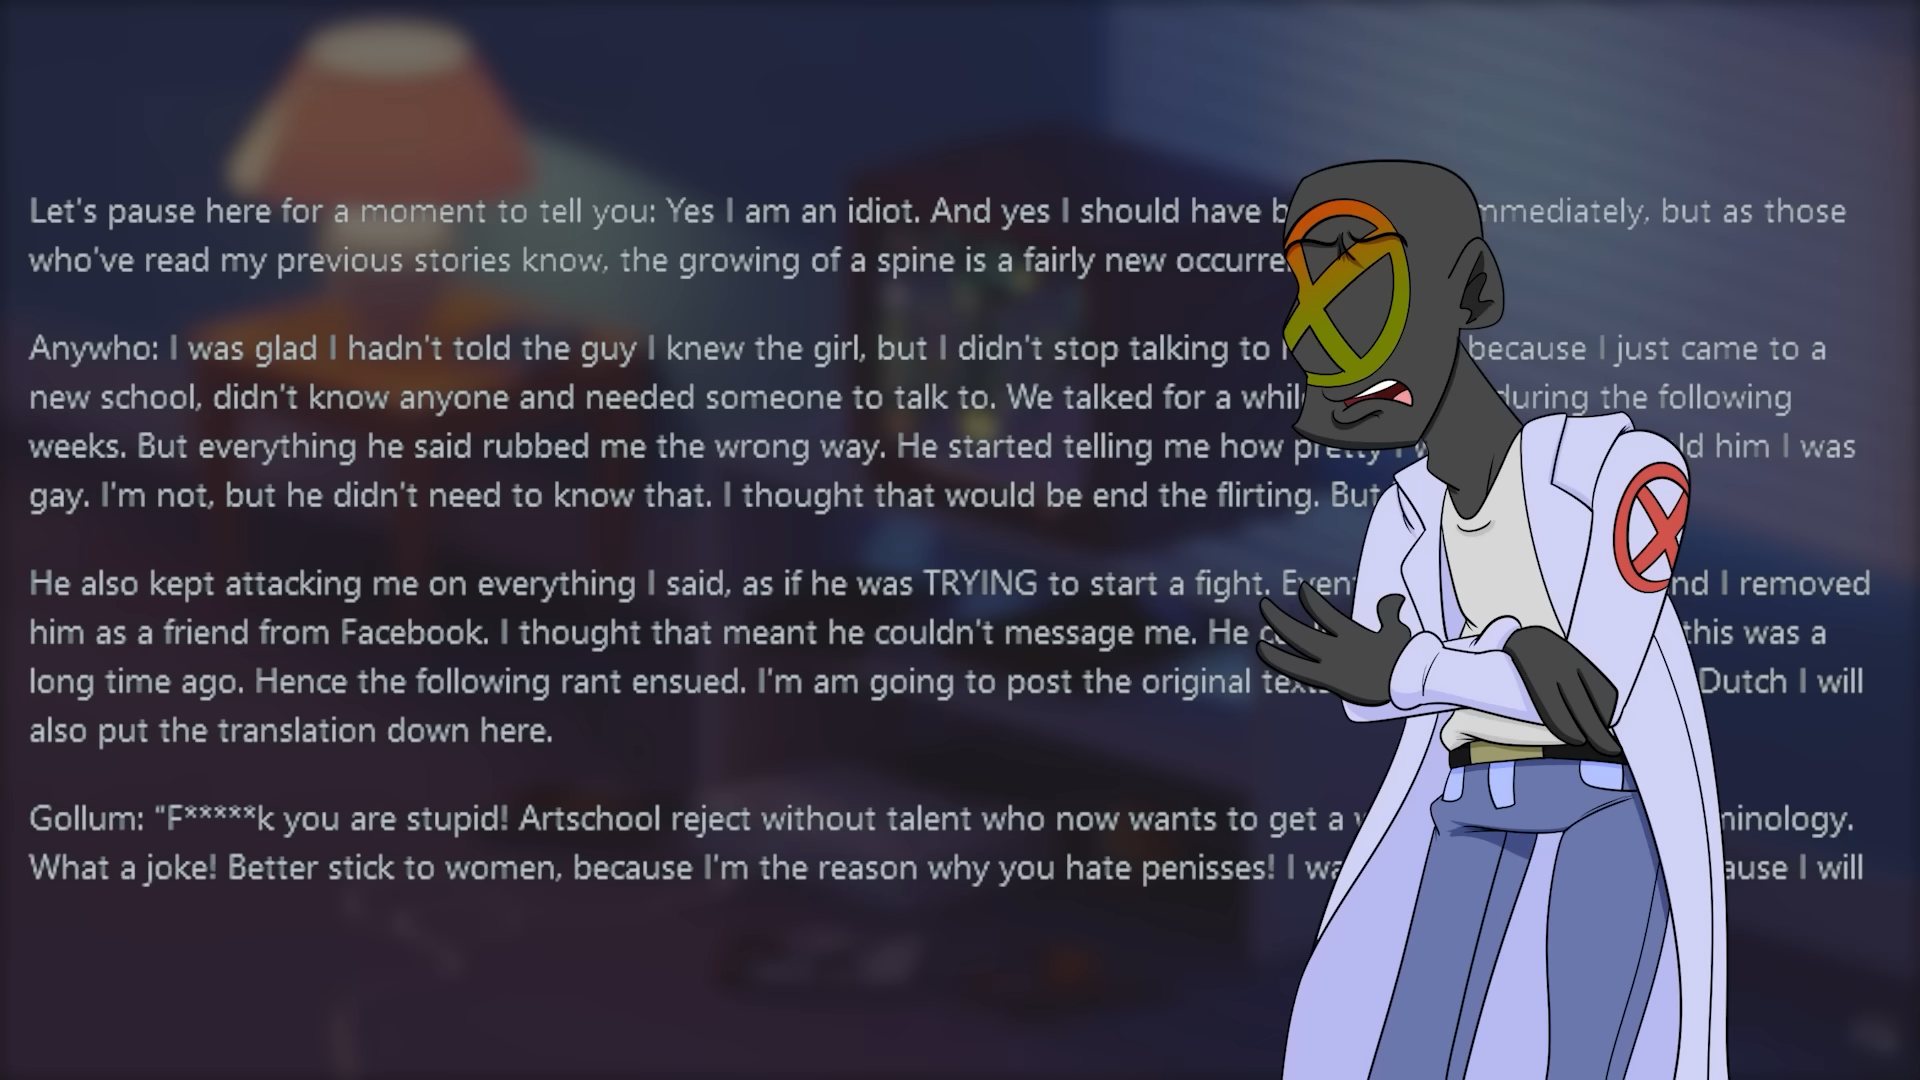 Let's pause here for a moment to tell you: Yes I am an idiot. And yes I should have mmediately, but as those
who've read my previous stories know, the growing of a spine is a fairly new occurre
Anywho: I was glad I hadn't told the guy I knew the girl, but I didn't stop talking to because I just came to a
new school, didn't know anyone and needed someone to talk to. We talked for a whil during the following
weeks. But everything he said rubbed me the wrong way. He started telling me how pretty I ld him I was
gay. I'm not, but he didn't need to know that. I thought that would be end the flirting. But
He also kept attacking me on everything I said, as if he was TRYING to start a fight. Even nd I removed
him as a friend from Facebook. I thought that meant he couldn't message me. He this was a
long time ago. Hence the following rant ensued. I'm am going to post the original text Dutch I will
also put the translation down here.
Gollum: "F*****k you are stupid! Artschool reject without talent who now wants to get a minology.
What a joke! Better stick to women, because I'm the reason why you hate penisses! I wa ause I will